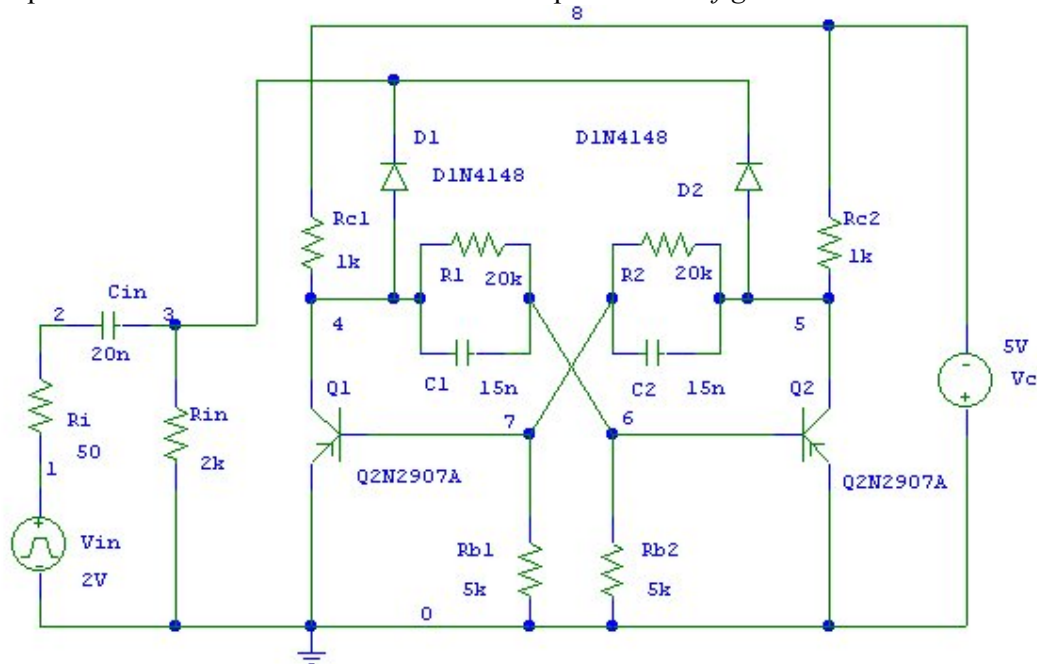 8
D1
D1N4148
D1N4148
D2
Rc1
1k
R1
20k
R2
20k
Rc2
1k
Cin
2
3
20n
4
5
C1
15n
C2
15n
5V
Vc
Ri
50
1
Rin
2k
Q1
Q2
7
6
Q2N2907A
Q2N2907A
Vin
2V
Rb1
5k
Rb2
5k
0